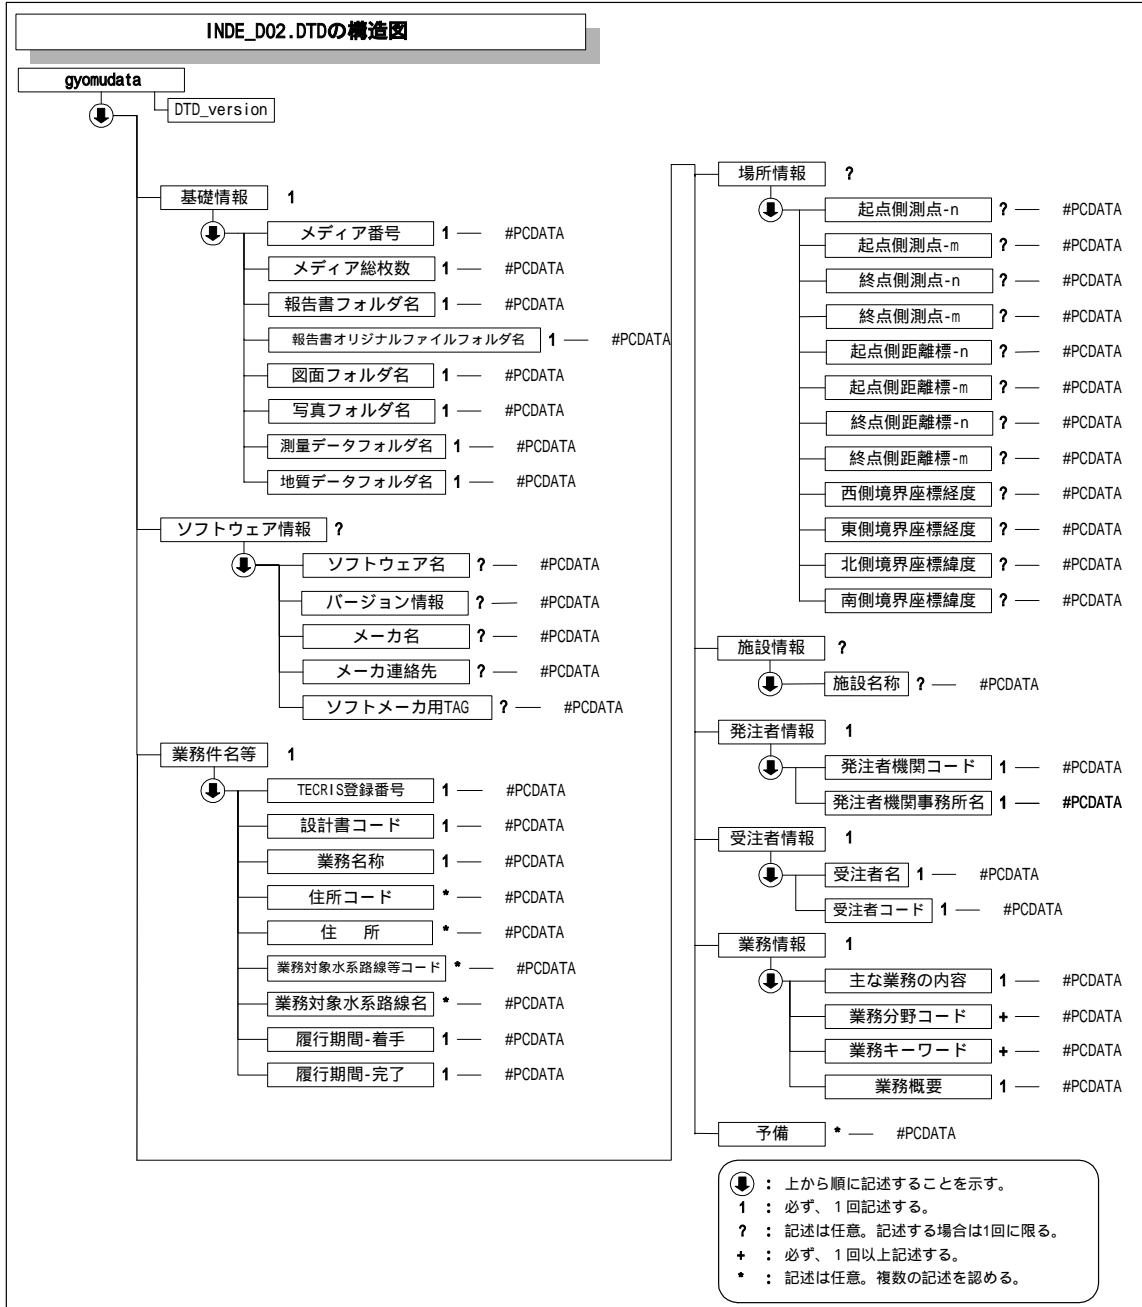 INDE_D02.DTDの構造図
gyomudata
DTD_version
基礎情報 1
メディア番号 1 #PCDATA
メディア総枚数 1 #PCDATA
報告書フォルダ名 1 #PCDATA
報告書オリジナルファイルフォルダ名 1 #PCDATA
図面フォルダ名 1 #PCDATA
写真フォルダ名 1 #PCDATA
測量データフォルダ名 1 #PCDATA
地質データフォルダ名 1 #PCDATA
ソフトウェア情報 ?
ソフトウェア名 ? #PCDATA
バージョン情報 ? #PCDATA
メーカ名 ? #PCDATA
メーカ連絡先 ? #PCDATA
ソフトメーカ用TAG ? #PCDATA
業務件名等 1
TECRIS登録番号 1 #PCDATA
設計書コード 1 #PCDATA
業務名称 1 #PCDATA
住所コード * #PCDATA
住 所 * #PCDATA
業務対象水系路線等コード * #PCDATA
業務対象水系路線名 * #PCDATA
履行期間-着手 1 #PCDATA
履行期間-完了 1 #PCDATA
場所情報 ?
起点側測点-n ? #PCDATA
起点側測点-m ? #PCDATA
終点側測点-n ? #PCDATA
終点側測点-m ? #PCDATA
起点側距離標-n ? #PCDATA
起点側距離標-m ? #PCDATA
終点側距離標-n ? #PCDATA
終点側距離標-m ? #PCDATA
西側境界座標経度 ? #PCDATA
東側境界座標経度 ? #PCDATA
北側境界座標緯度 ? #PCDATA
南側境界座標緯度 ? #PCDATA
施設情報 ?
施設名称 ? #PCDATA
発注者情報 1
発注者機関コード 1 #PCDATA
発注者機関事務所名 1 #PCDATA
受注者情報 1
受注者名 1 #PCDATA
受注者コード 1 #PCDATA
業務情報 1
主な業務の内容 1 #PCDATA
業務分野コード + #PCDATA
業務キーワード + #PCDATA
業務概要 1 #PCDATA
予備 * #PCDATA
: 上から順に記述することを示す。
1 : 必ず、1回記述する。
? : 記述は任意。記述する場合は1回に限る。
+ : 必ず、1回以上記述する。
* : 記述は任意。複数の記述を認める。